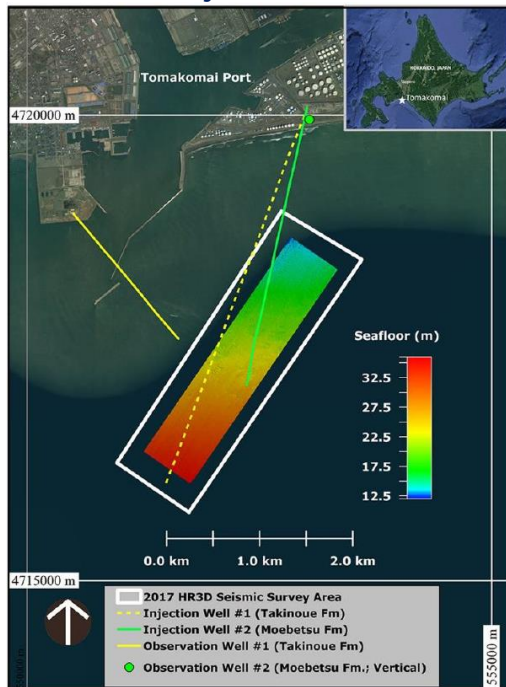 Tomakomai Port
HOKKAIDO, JAPAN
Tomakomai
4720000 m
Seafloor (m)
32.5
27.5
22.5
17.5
12.5
0.0 km 1.0 km 2.0 km
4715000 m
2017 HR3D Seismic Survey Area
Injection Well #1 (Takinoue Fm)
Injection Well #2 (Moebetsu Fm)
Observation Well #1 (Takinoue Fm)
Observation Well #2 (Moebetsu Fm.; Vertical)
555000 m